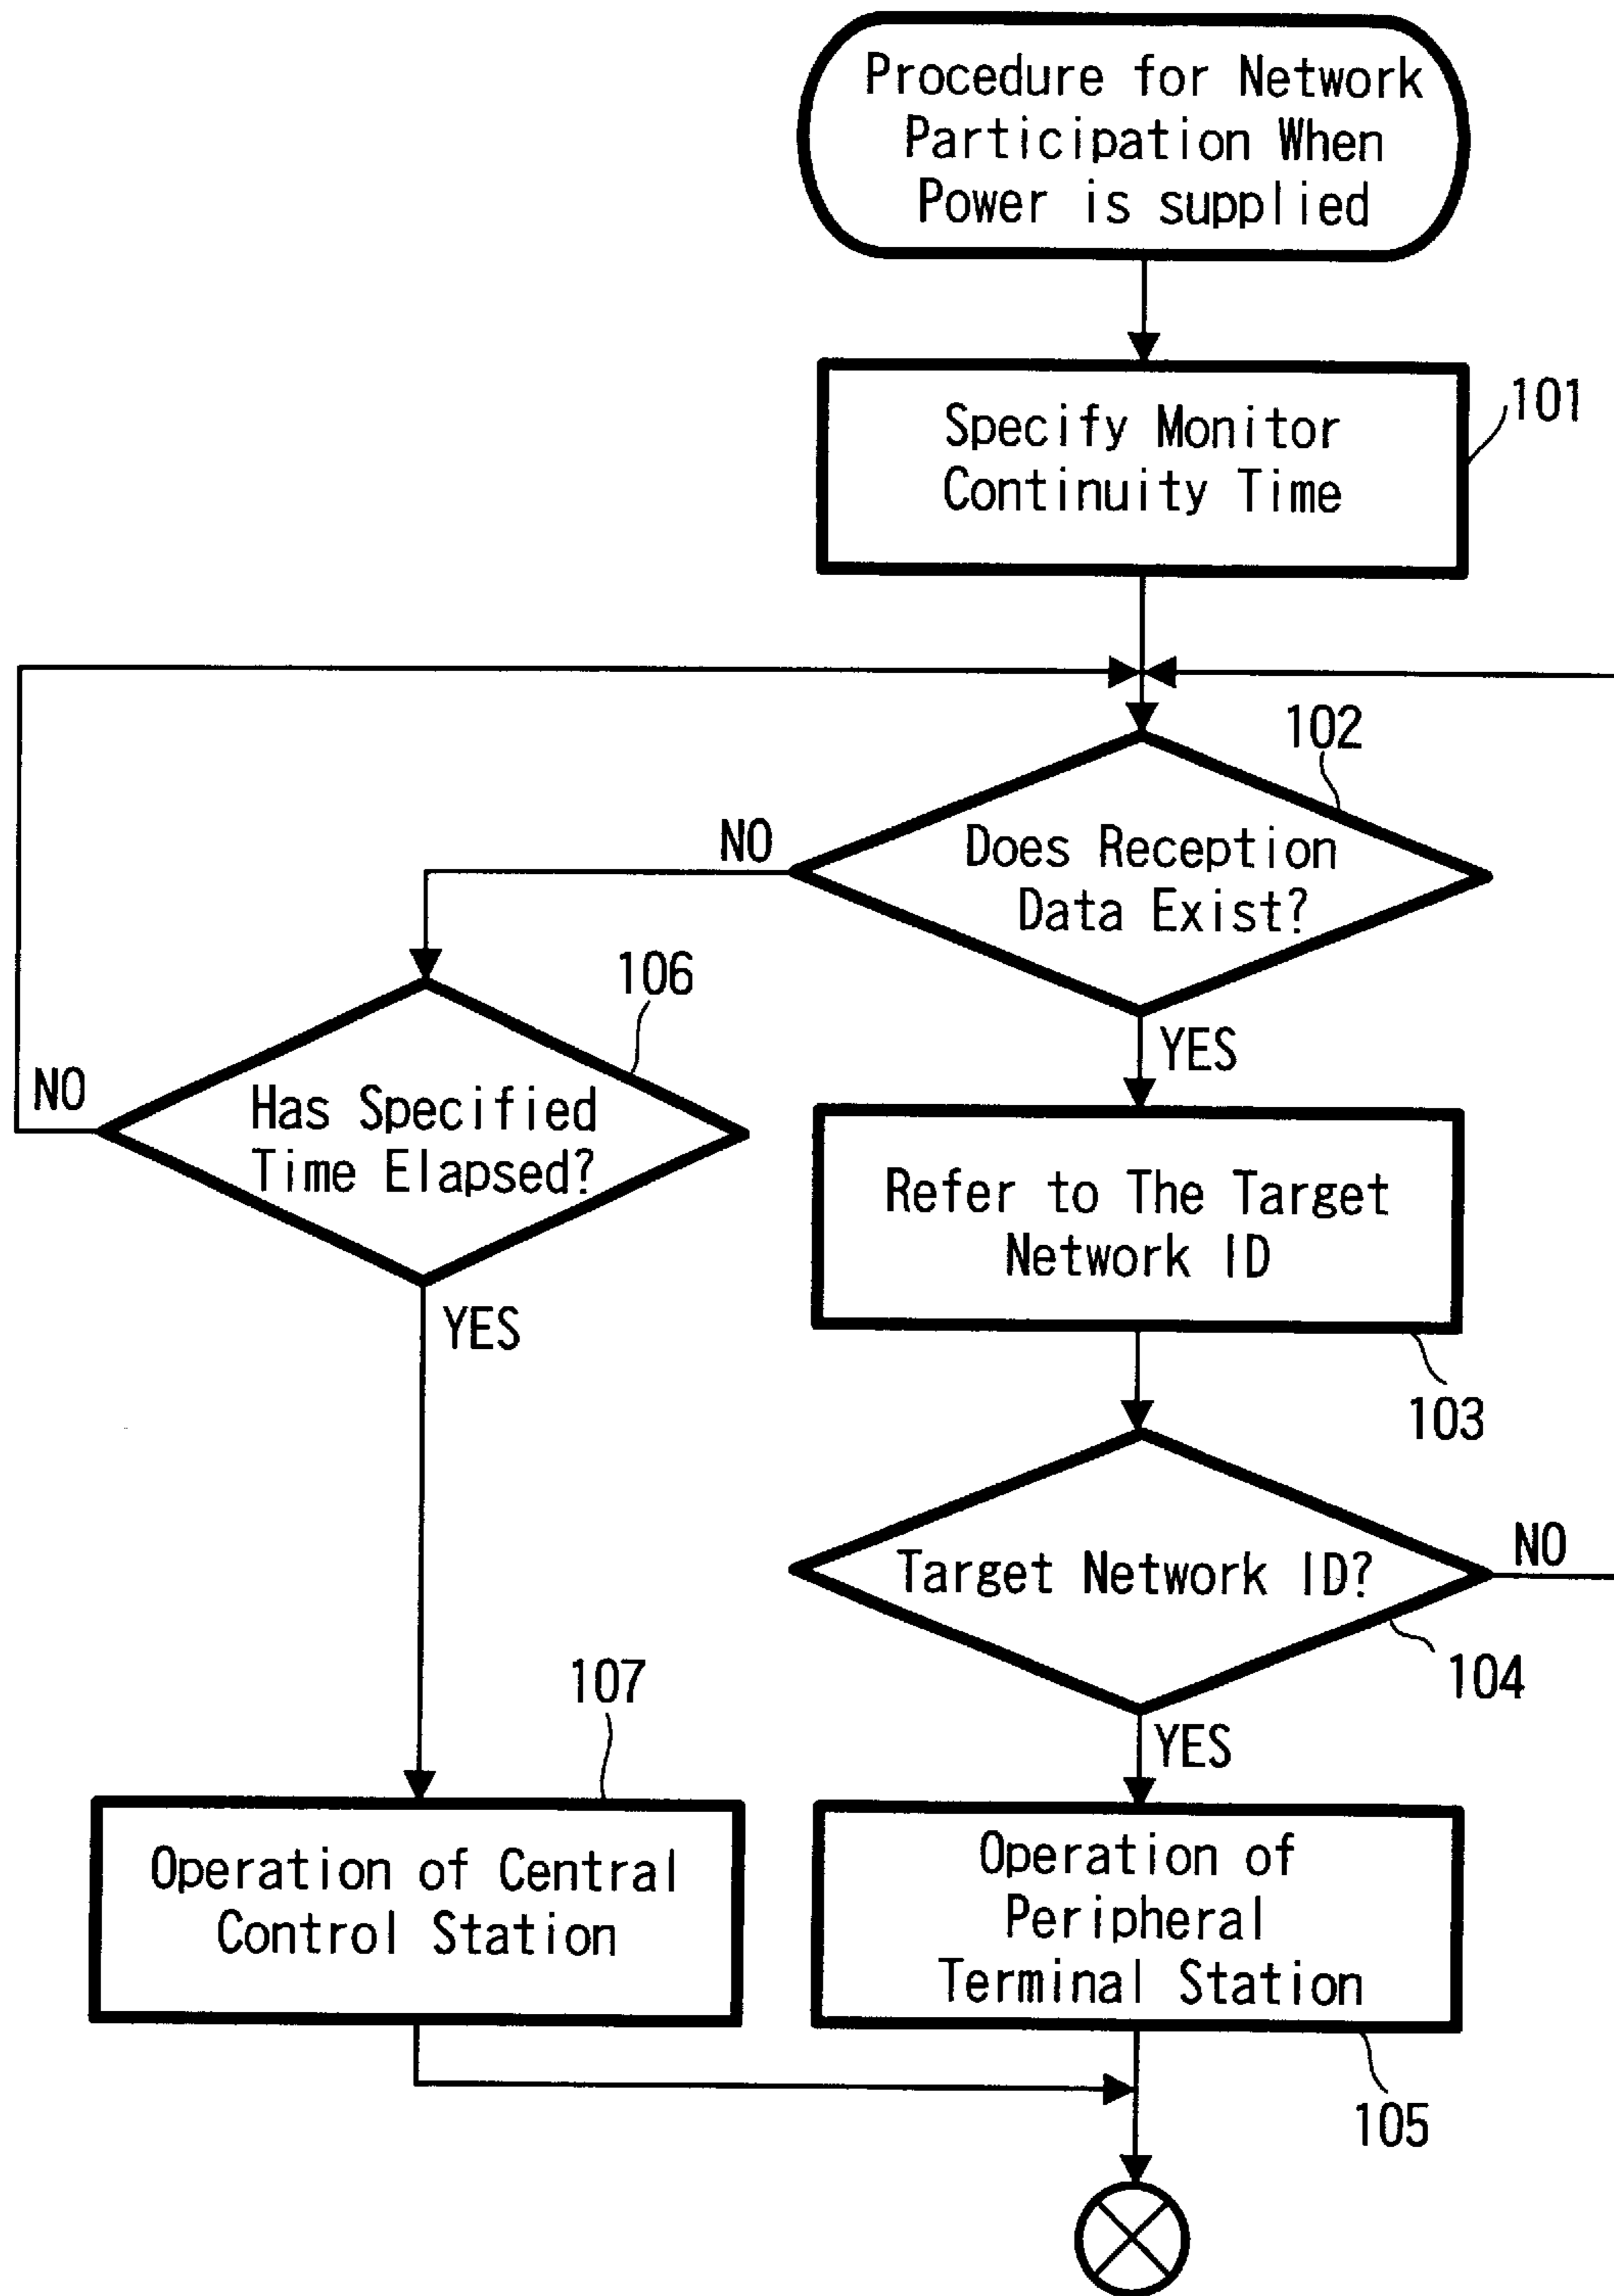 Procedure for Network
Participation When
Power is supplied
Specify Monitor
Continuity Time
101
102
Does Reception
Data Exist?
NO
YES
106
Has Specified
Time Elapsed?
NO
YES
Refer to The Target
Network ID
103
Target Network ID?
NO
104
YES
107
Operation of Central
Control Station
Operation of
Peripheral
Terminal Station
105